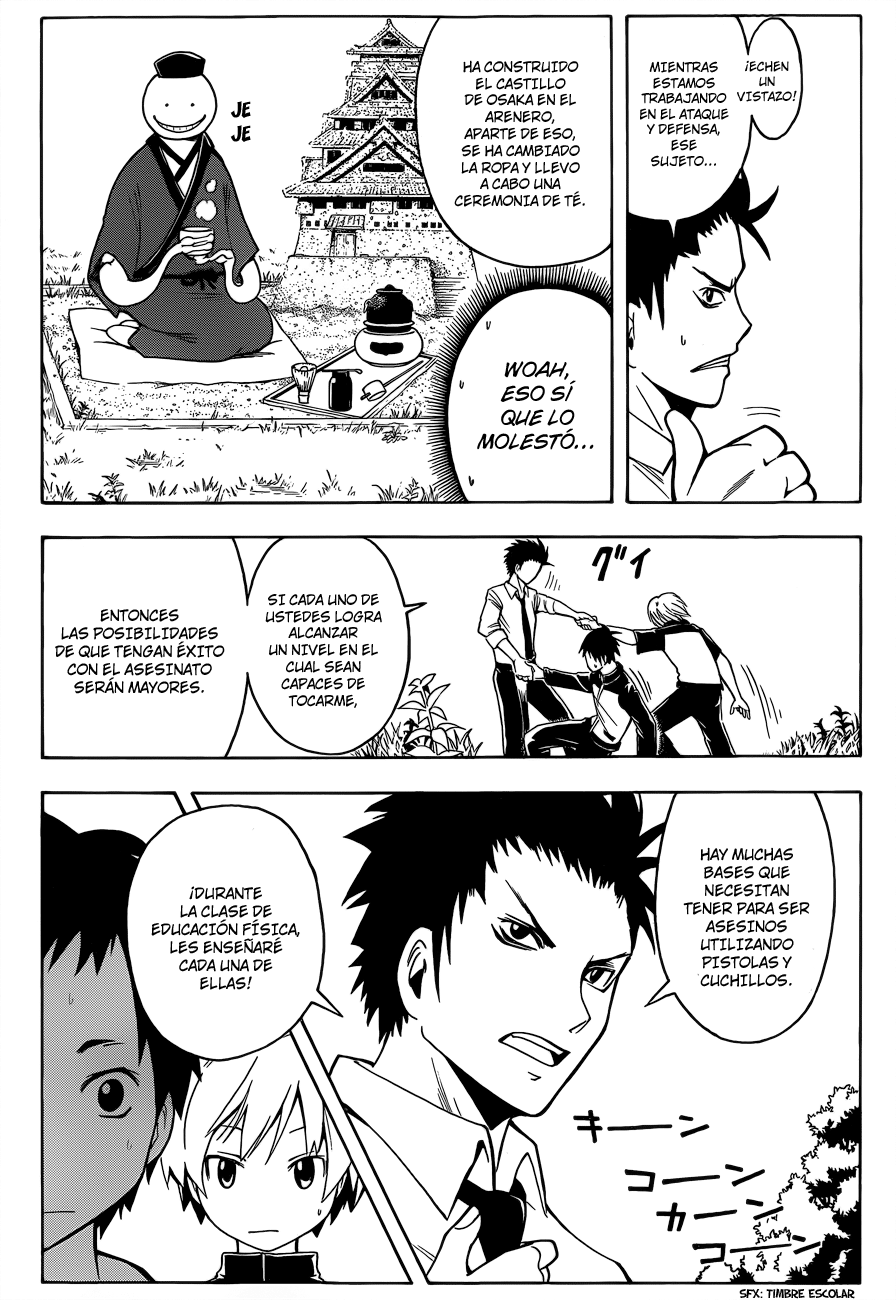 ¡ECHEN
UN
VISTAZO!
MIENTRAS
ESTAMOS
TRABAJANDO
EN EL ATAQUE
Y DEFENSA,
ESE
SUJETO...
HA CONSTRUIDO
EL CASTILLO
DE OSAKA EN EL
ARENERO,
APARTE DE ESO,
SE HA CAMBIADO
LA ROPA Y LLEVO
A CABO UNA
CEREMONIA DE TÉ.
JE
JE
WOAH,
ESO SÍ
QUE LO
MOLESTÓ...
グイ
SI CADA UNO DE
USTEDES LOGRA
ALCANZAR
UN NIVEL EN EL
CUAL SEAN
CAPACES DE
TOCARME,
ENTONCES
LAS POSIBILIDADES
DE QUE TENGAN ÉXITO
CON EL ASESINATO
SERÁN MAYORES.
HAY MUCHAS
BASES QUE
NECESITAN
TENER PARA SER
ASESINOS
UTILIZANDO
PISTOLAS Y
CUCHILLOS.
¡DURANTE
LA CLASE DE
EDUCACIÓN FÍSICA,
LES ENSEÑARÉ
CADA UNA DE
ELLAS!
キーーン
コーーン
カーーン
コーーン
SFX: TIMBRE ESCOLAR